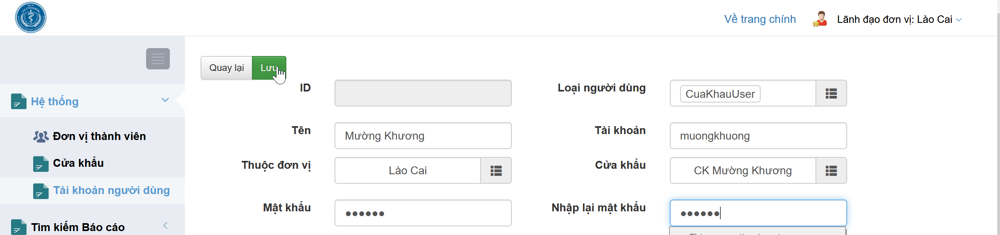 Về trang chính
Lãnh đạo đơn vị: Lào Cai
Quay lại
Lưu
ID
Loại người dùng
CuaKhauUser
Hệ thống
Tên
Mường Khương
Tài khoản
muongkhuong
Đơn vị thành viên
Cửa khẩu
Thuộc đơn vị
Lào Cai
Cửa khẩu
CK Mường Khương
Tài khoản người dùng
Mật khẩu
••••••
Nhập lại mật khẩu
••••••
Tìm kiếm Báo cáo